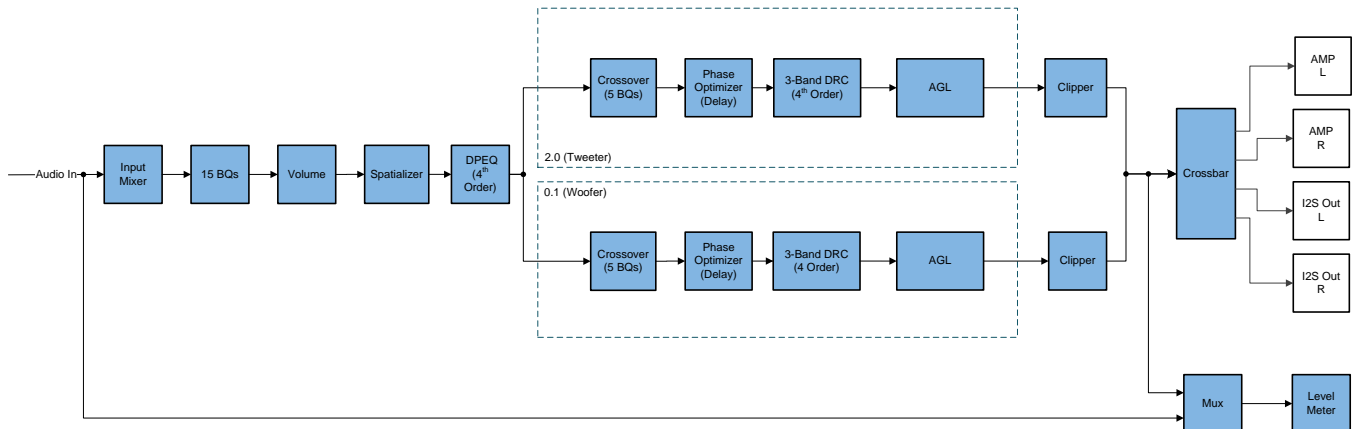 Audio In
Input
Mixer
15 BQs
Volume
Spatializer
DPEQ
(4th
Order)
Crossover
(5 BQs)
Phase
Optimizer
(Delay)
3-Band DRC
(4th Order)
AGL
2.0 (Tweeter)
Clipper
0.1 (Woofer)
Crossover
(5 BQs)
Phase
Optimizer
(Delay)
3-Band DRC
(4 Order)
AGL
Clipper
Crossbar
AMP
L
AMP
R
I2S Out
L
I2S Out
R
Mux
Level
Meter